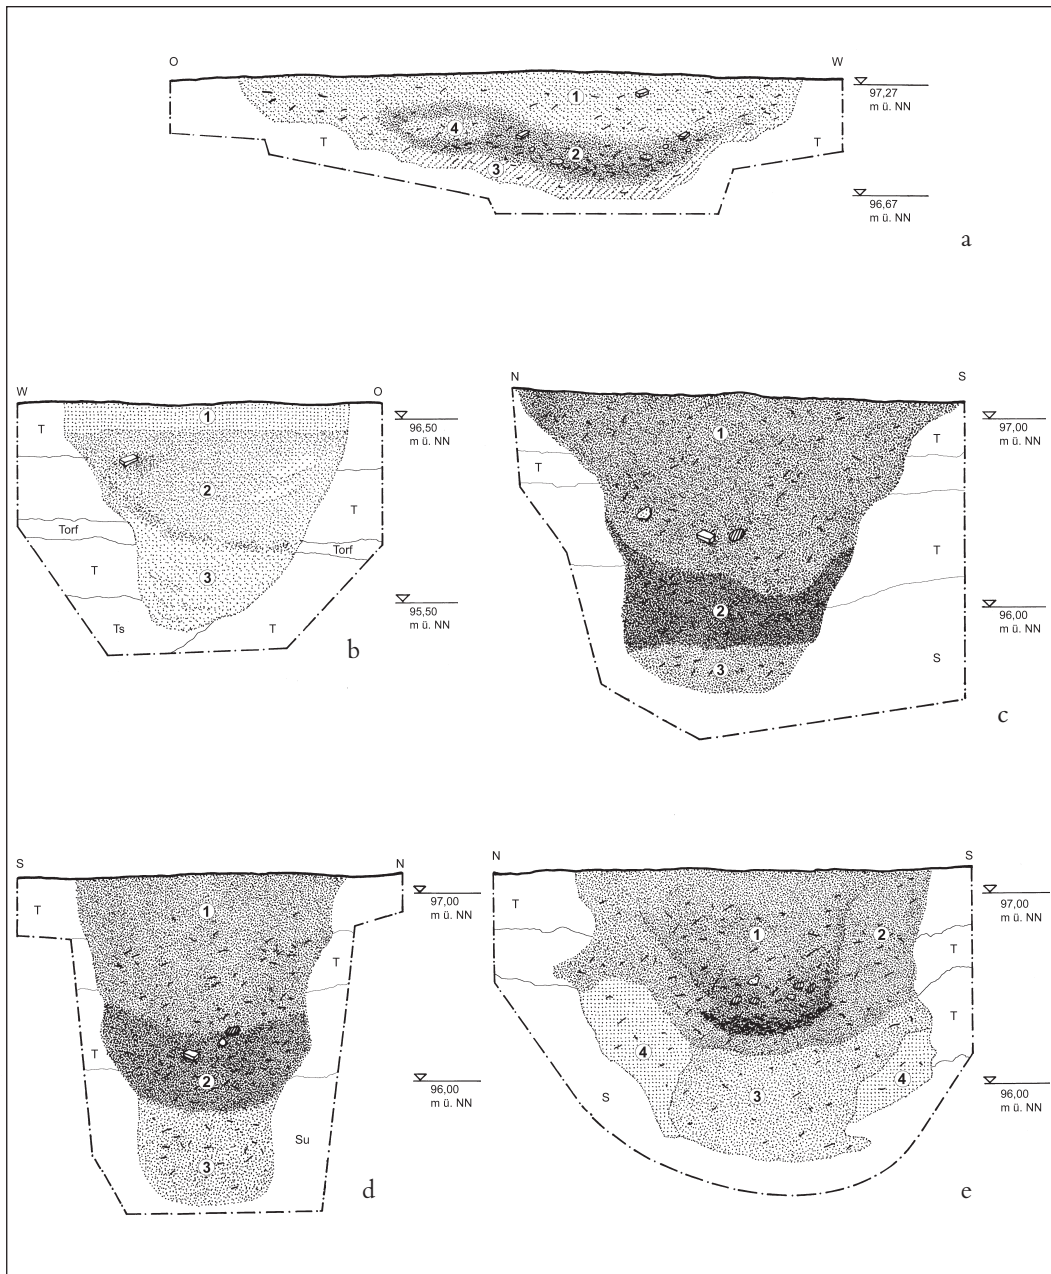 O
W
1
97,27
m ü. NN
4
T
2
T
3
96,67
m ü. NN
a
W
O
1
T
96,50
m ü. NN
2
T
Torf
Torf
T
3
95,50
m ü. NN
Ts
T
b
N
S
1
97,00
m ü. NN
T
T
T
2
96,00
m ü. NN
3
S
c
S
N
T
1
97,00
m ü. NN
T
T
2
96,00
m ü. NN
Su
3
d
N
S
T
1
2
97,00
m ü. NN
T
T
4
4
3
96,00
m ü. NN
S
e